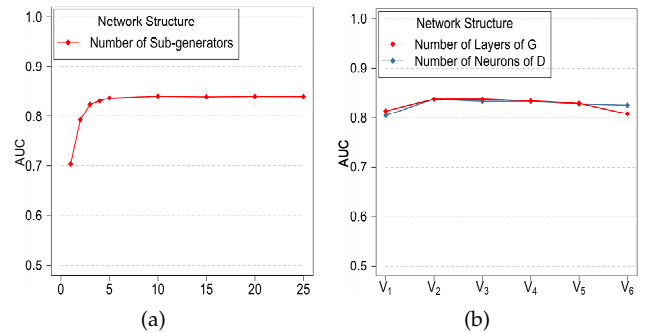 Network Structure
Number of Sub-generators
AUC
1.0
0.9
0.8
0.7
0.6
0.5
0 5 10 15 20 25
(a)
Network Structure
Number of Layers of G
Number of Neurons of D
AUC
1.0
0.9
0.8
0.7
0.6
0.5
V1 V2 V3 V4 V5 V6
(b)